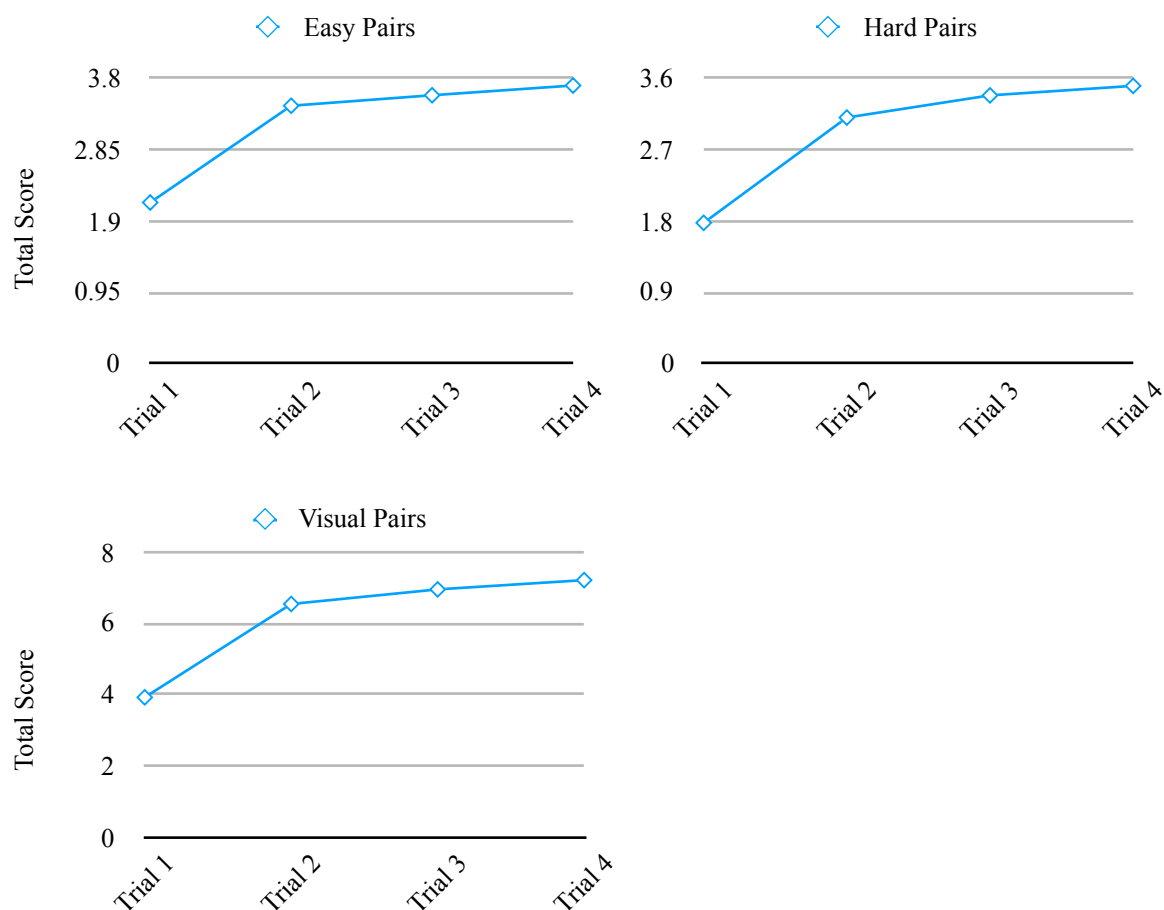 Easy Pairs
3.8
2.85
1.9
0.95
0
Total Score
Trial 1
Trial 2
Trial 3
Trial 4
Hard Pairs
3.6
2.7
1.8
0.9
0
Trial 1
Trial 2
Trial 3
Trial 4
Visual Pairs
8
6
4
2
0
Total Score
Trial 1
Trial 2
Trial 3
Trial 4